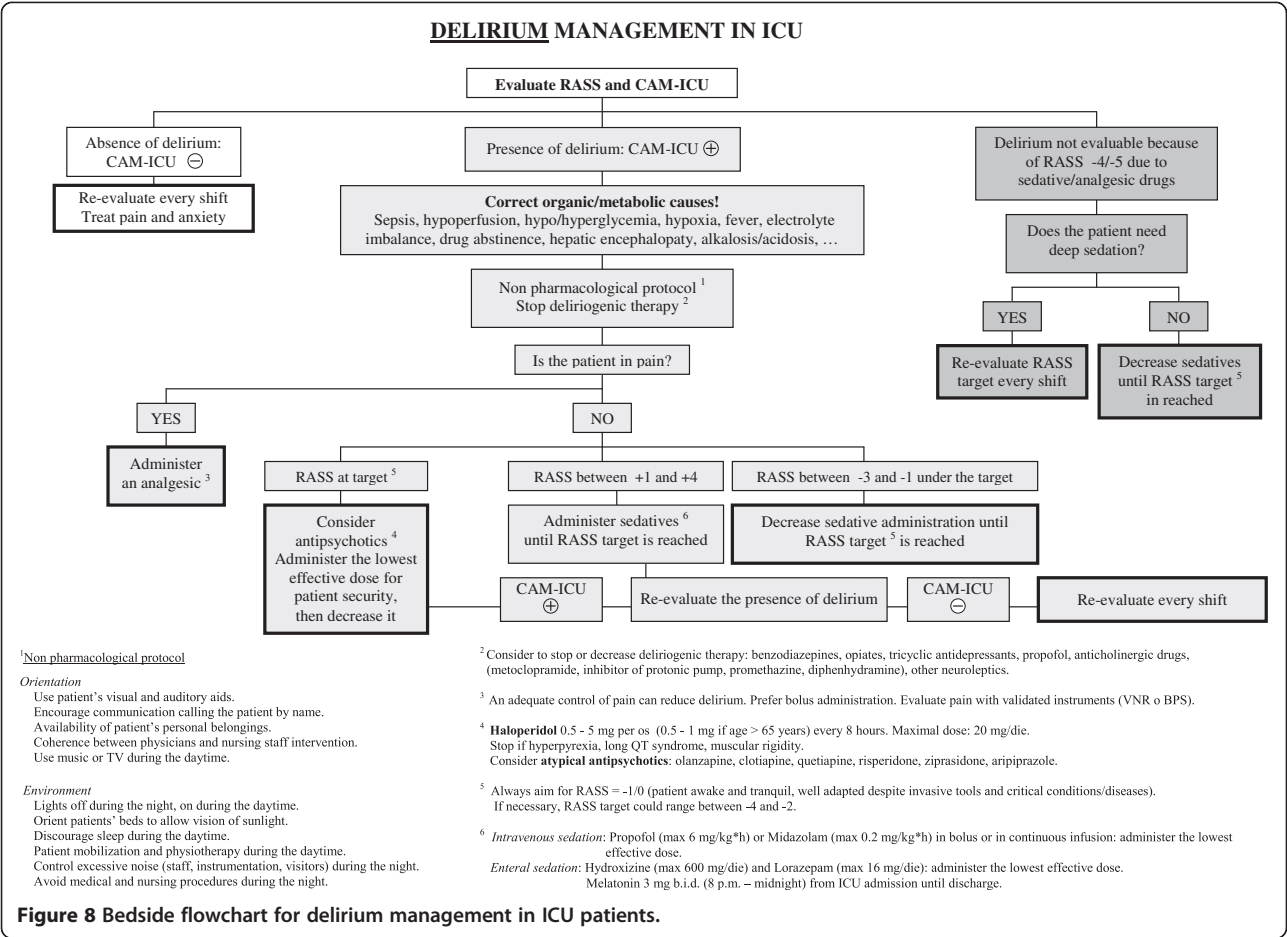 DELIRIUM MANAGEMENT IN ICU
Evaluate RASS and CAM-ICU
Absence of delirium:
CAM-ICU ⊖
Re-evaluate every shift
Treat pain and anxiety
Presence of delirium: CAM-ICU ⊕
Correct organic/metabolic causes!
Sepsis, hypoperfusion, hypo/hyperglycemia, hypoxia, fever, electrolyte
imbalance, drug abstinence, hepatic encephalopaty, alkalosis/acidosis, …
Non pharmacological protocol 1
Stop deliriogenic therapy 2
Is the patient in pain?
YES
Administer
an analgesic 3
NO
RASS at target 5
Consider
antipsychotics 4
Administer the lowest
effective dose for
patient security,
then decrease it
RASS between +1 and +4
Administer sedatives 6
until RASS target is reached
RASS between -3 and -1 under the target
Decrease sedative administration until
RASS target 5 is reached
CAM-ICU
⊕
Re-evaluate the presence of delirium
CAM-ICU
⊖
Re-evaluate every shift
Delirium not evaluable because
of RASS -4/-5 due to
sedative/analgesic drugs
Does the patient need
deep sedation?
YES
Re-evaluate RASS
target every shift
NO
Decrease sedatives
until RASS target 5
in reached
1Non pharmacological protocol
Orientation
Use patient's visual and auditory aids.
Encourage communication calling the patient by name.
Availability of patient's personal belongings.
Coherence between physicians and nursing staff intervention.
Use music or TV during the daytime.
Environment
Lights off during the night, on during the daytime.
Orient patients' beds to allow vision of sunlight.
Discourage sleep during the daytime.
Patient mobilization and physiotherapy during the daytime.
Control excessive noise (staff, instrumentation, visitors) during the night.
Avoid medical and nursing procedures during the night.
2 Consider to stop or decrease deliriogenic therapy: benzodiazepines, opiates, tricyclic antidepressants, propofol, anticholinergic drugs,
(metoclopramide, inhibitor of protonic pump, promethazine, diphenhydramine), other neuroleptics.
3 An adequate control of pain can reduce delirium. Prefer bolus administration. Evaluate pain with validated instruments (VNR o BPS).
4 Haloperidol 0.5 - 5 mg per os (0.5 - 1 mg if age > 65 years) every 8 hours. Maximal dose: 20 mg/die.
Stop if hyperpyrexia, long QT syndrome, muscular rigidity.
Consider atypical antipsychotics: olanzapine, clotiapine, quetiapine, risperidone, ziprasidone, aripiprazole.
5 Always aim for RASS = -1/0 (patient awake and tranquil, well adapted despite invasive tools and critical conditions/diseases).
If necessary, RASS target could range between -4 and -2.
6 Intravenous sedation: Propofol (max 6 mg/kg*h) or Midazolam (max 0.2 mg/kg*h) in bolus or in continuous infusion: administer the lowest
effective dose.
Enteral sedation: Hydroxizine (max 600 mg/die) and Lorazepam (max 16 mg/die): administer the lowest effective dose.
Melatonin 3 mg b.i.d. (8 p.m. – midnight) from ICU admission until discharge.
Figure 8 Bedside flowchart for delirium management in ICU patients.